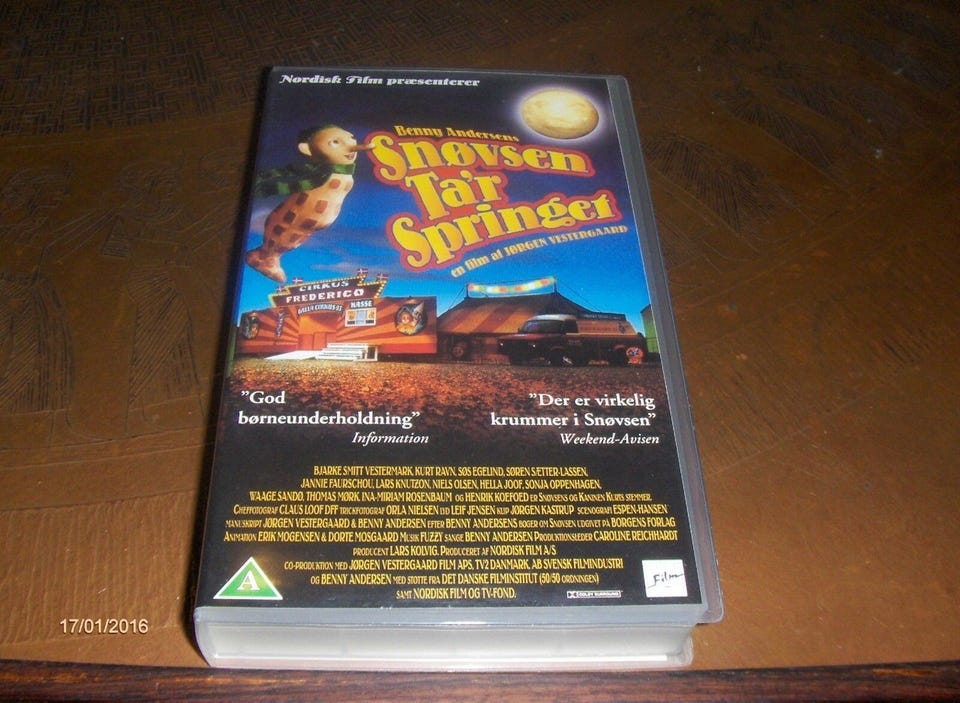 Nordisk Film præsenterer
Benny Andersens
Snøvsen
Ta'r
Springet
en film af JØRGEN VESTERGAARD
CIRKUS
FREDERICO
KASSE
"God
børneunderholdning"
Information
"Der er virkelig
krummer i Snøvsen"
Weekend-Avisen
BJARKE SMITT VESTERMARK, KURT RAVN, SØS EGELIND, SØREN SÆTTER-LASSEN,
JANNIE FAURSCHOU, LARS KNUTZON, NIELS OLSEN, HELLA JOOF, SONJA OPPENHAGEN,
WAAGE SANDØ, THOMAS MØRK, INA-MIRIAM ROSENBAUM OG HENRIK KOEFOED ER SNØVSENS OG KANINEN KURTS STEMMER.
CHEFFOTOGRAF CLAUS LOOF DFF TRICKFOTOGRAF ORLA NIELSEN LYD LEIF JENSEN KLIP JØRGEN KASTRUP SCENOGRAFI ESPEN-HANSEN
MANUSKRIPT JØRGEN VESTERGAARD & BENNY ANDERSEN EFTER BENNY ANDERSENS BØGER OM SNØVSEN UDGIVET PÅ BORGENS FORLAG
ANIMATION ERIK MOGENSEN & DORTE MOSGAARD MUSIK FUZZY SANGE BENNY ANDERSEN PRODUKTIONSLEDER CAROLINE REICHHARDT
PRODUCENT LARS KOLVIG. PRODUCERET AF NORDISK FILM A/S
CO-PRODUKTION MED JØRGEN VESTERGAARD FILM APS, TV2 DANMARK, AB SVENSK FILMINDUSTRI
OG BENNY ANDERSEN MED STØTTE FRA DET DANSKE FILMINSTITUT (50/50 ORDNINGEN)
SAMT NORDISK FILM OG TV-FOND.
DOLBY SURROUND
A
Film
17/01/2016